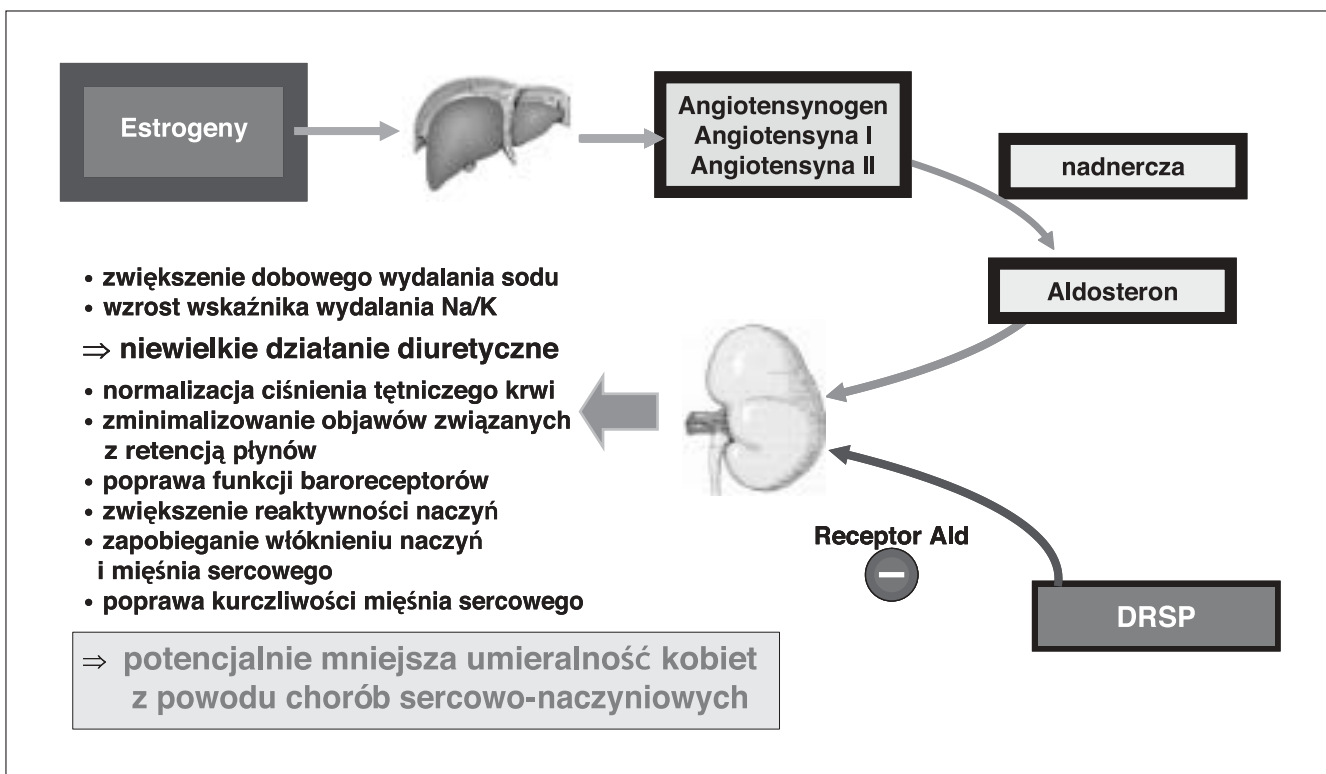 Estrogeny
Angiotensynogen
Angiotensyna I
Angiotensyna II
nadnercza
Aldosteron
• zwiększenie dobowego wydalania sodu
• wzrost wskaźnika wydalania Na/K
⇒ niewielkie działanie diuretyczne
• normalizacja ciśnienia tętniczego krwi
• zminimalizowanie objawów związanych
z retencją płynów
• poprawa funkcji baroreceptorów
• zwiększenie reaktywności naczyń
• zapobieganie włóknieniu naczyń
i mięśnia sercowego
• poprawa kurczliwości mięśnia sercowego
⇒ potencjalnie mniejsza umieralność kobiet
z powodu chorób sercowo-naczyniowych
Receptor Ald
DRSP